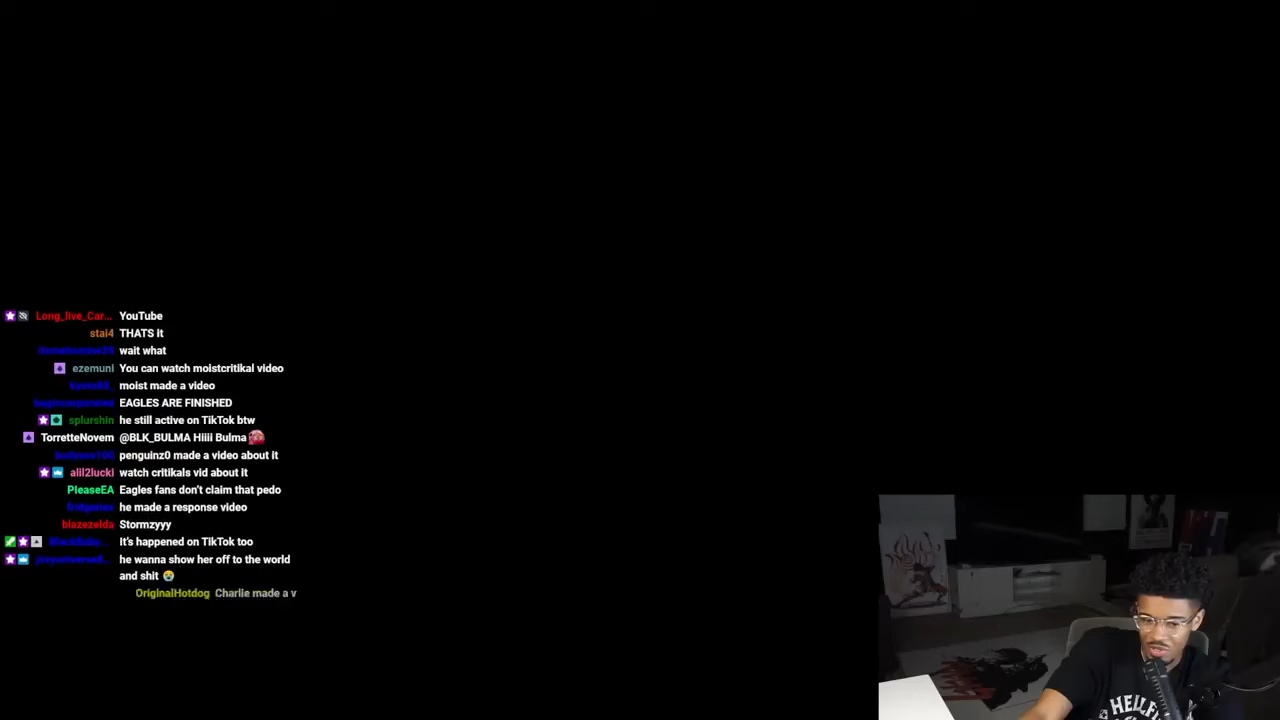 Long_live_Car... YouTube
stai4 THATS it
wait what
ezemuni You can watch moistcritikal video
moist made a video
EAGLES ARE FINISHED
splurshin he still active on TikTok btw
TorretteNovem @BLK_BULMA Hiiii Bulma
penguinz0 made a video about it
alil2lucki watch critikals vid about it
PleaseEA Eagles fans don't claim that pedo
he made a response video
blazezelda Stormzyyy
It's happened on TikTok too
he wanna show her off to the world
and shit 😭
OriginalHotdog Charlie made a v